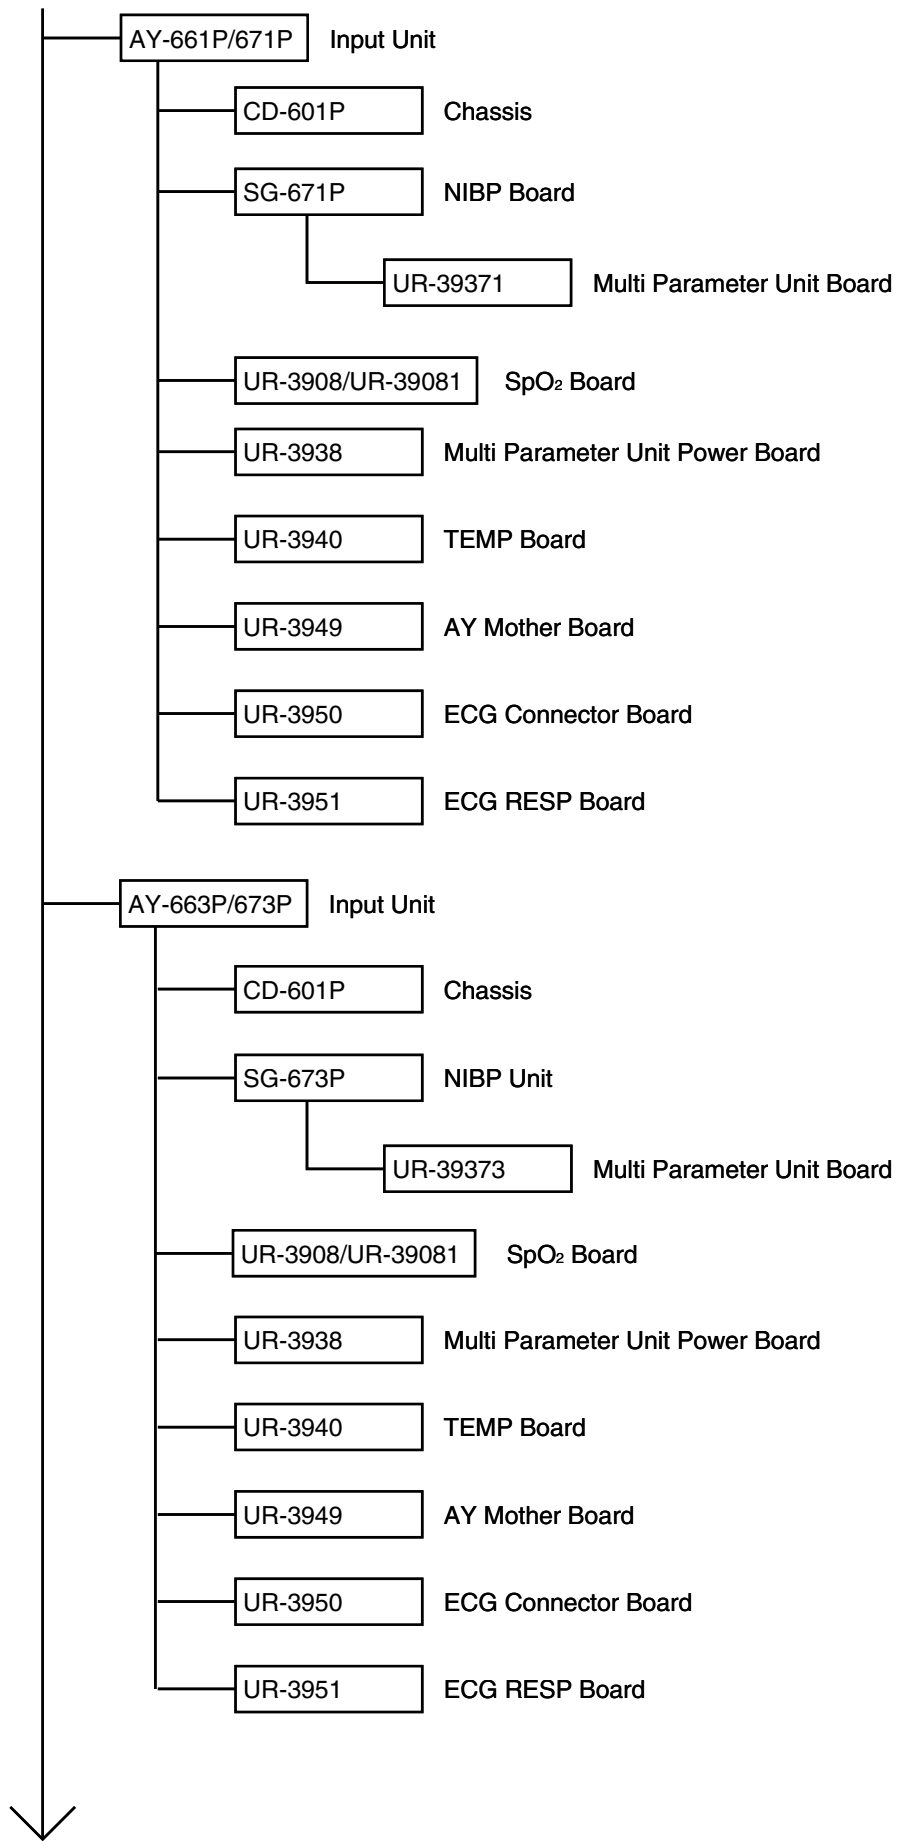 AY-661P/671P Input Unit
CD-601P Chassis
SG-671P NIBP Board
UR-39371 Multi Parameter Unit Board
UR-3908/UR-39081 SpO₂ Board
UR-3938 Multi Parameter Unit Power Board
UR-3940 TEMP Board
UR-3949 AY Mother Board
UR-3950 ECG Connector Board
UR-3951 ECG RESP Board
AY-663P/673P Input Unit
CD-601P Chassis
SG-673P NIBP Unit
UR-39373 Multi Parameter Unit Board
UR-3908/UR-39081 SpO₂ Board
UR-3938 Multi Parameter Unit Power Board
UR-3940 TEMP Board
UR-3949 AY Mother Board
UR-3950 ECG Connector Board
UR-3951 ECG RESP Board